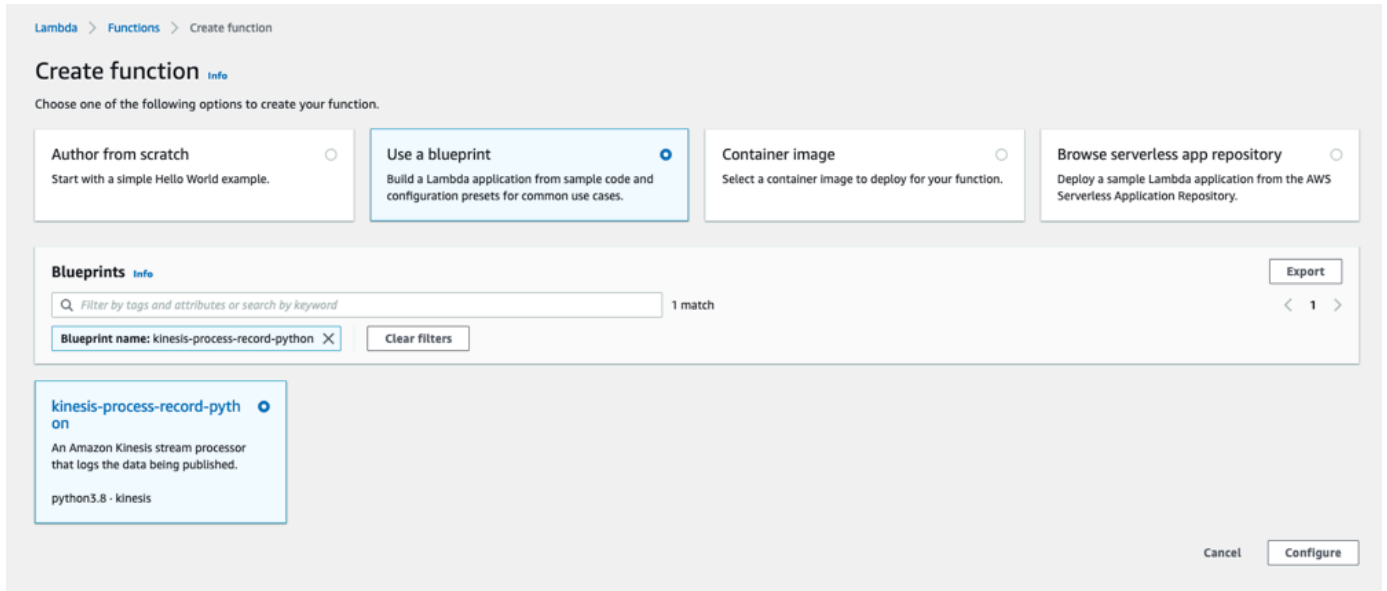 Lambda > Functions > Create function
Create function Info
Choose one of the following options to create your function.
Author from scratch
Start with a simple Hello World example.
Use a blueprint
Build a Lambda application from sample code and
configuration presets for common use cases.
Container image
Select a container image to deploy for your function.
Browse serverless app repository
Deploy a sample Lambda application from the AWS
Serverless Application Repository.
Blueprints Info
Export
Filter by tags and attributes or search by keyword
1 match
< 1 >
Blueprint name: kinesis-process-record-python
Clear filters
kinesis-process-record-pyth
on
An Amazon Kinesis stream processor
that logs the data being published.
python3.8 · kinesis
Cancel
Configure